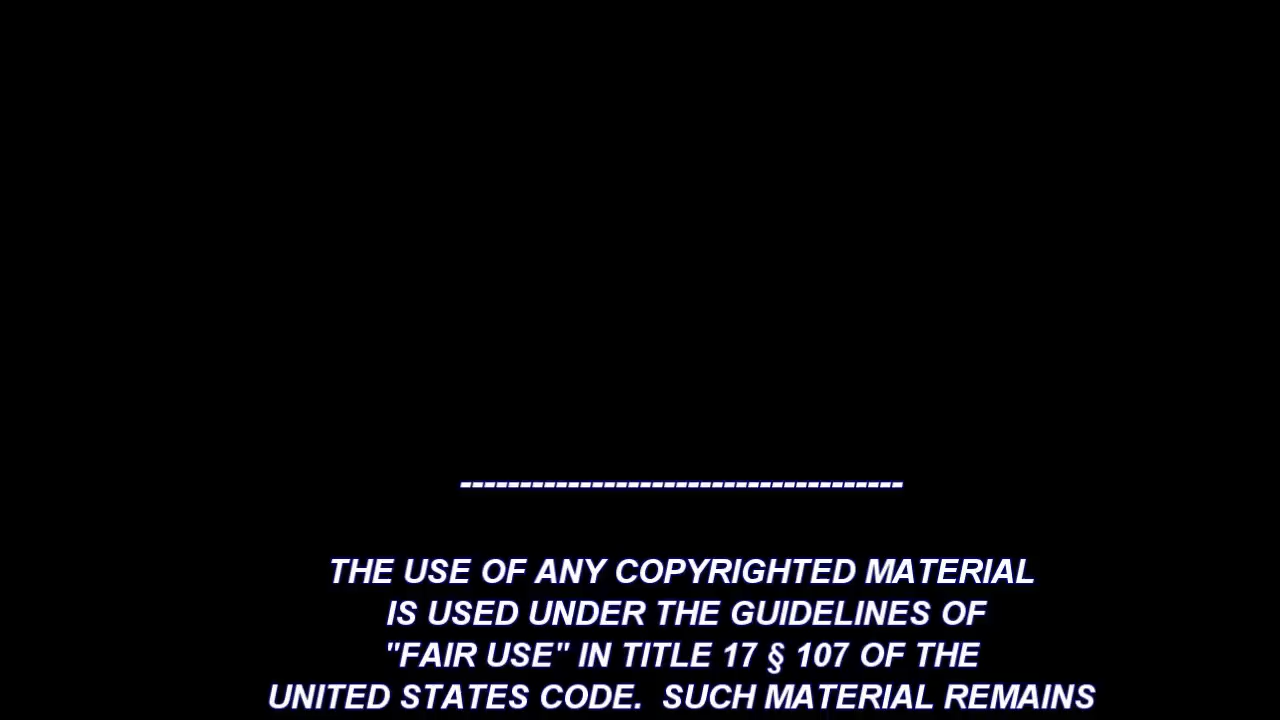 -------------------------------------
THE USE OF ANY COPYRIGHTED MATERIAL
IS USED UNDER THE GUIDELINES OF
"FAIR USE" IN TITLE 17 § 107 OF THE
UNITED STATES CODE.  SUCH MATERIAL REMAINS